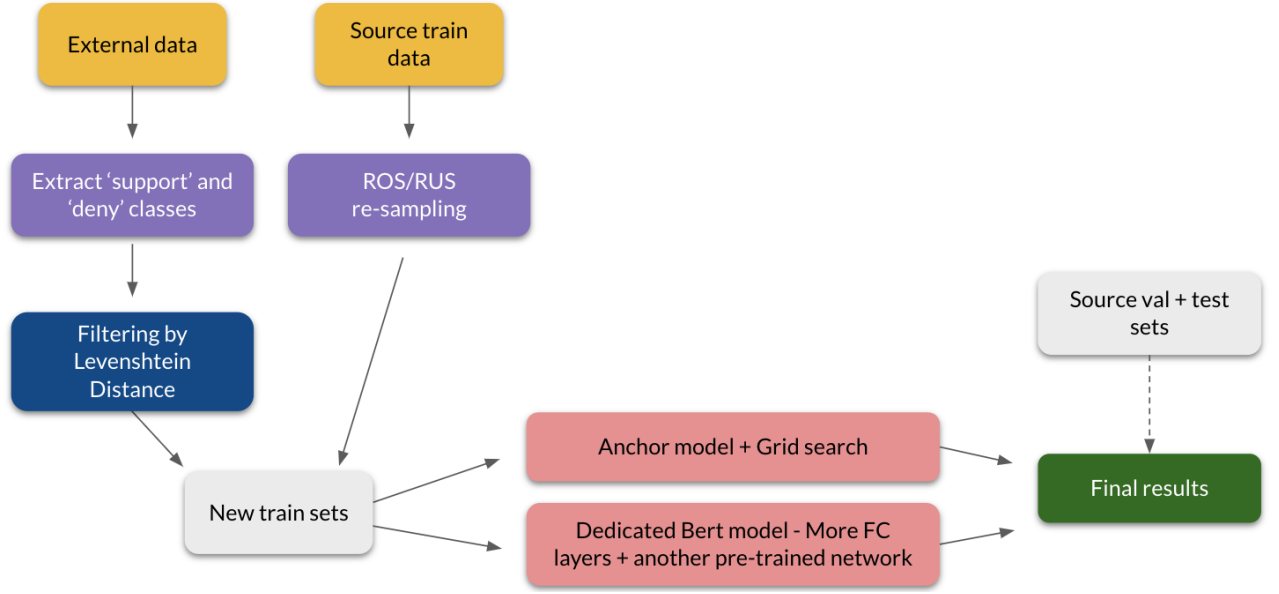 External data
Source train
data
Extract ‘support’ and
‘deny’ classes
ROS/RUS
re-sampling
Filtering by
Levenshtein
Distance
Source val + test
sets
New train sets
Anchor model + Grid search
Dedicated Bert model - More FC
layers + another pre-trained network
Final results